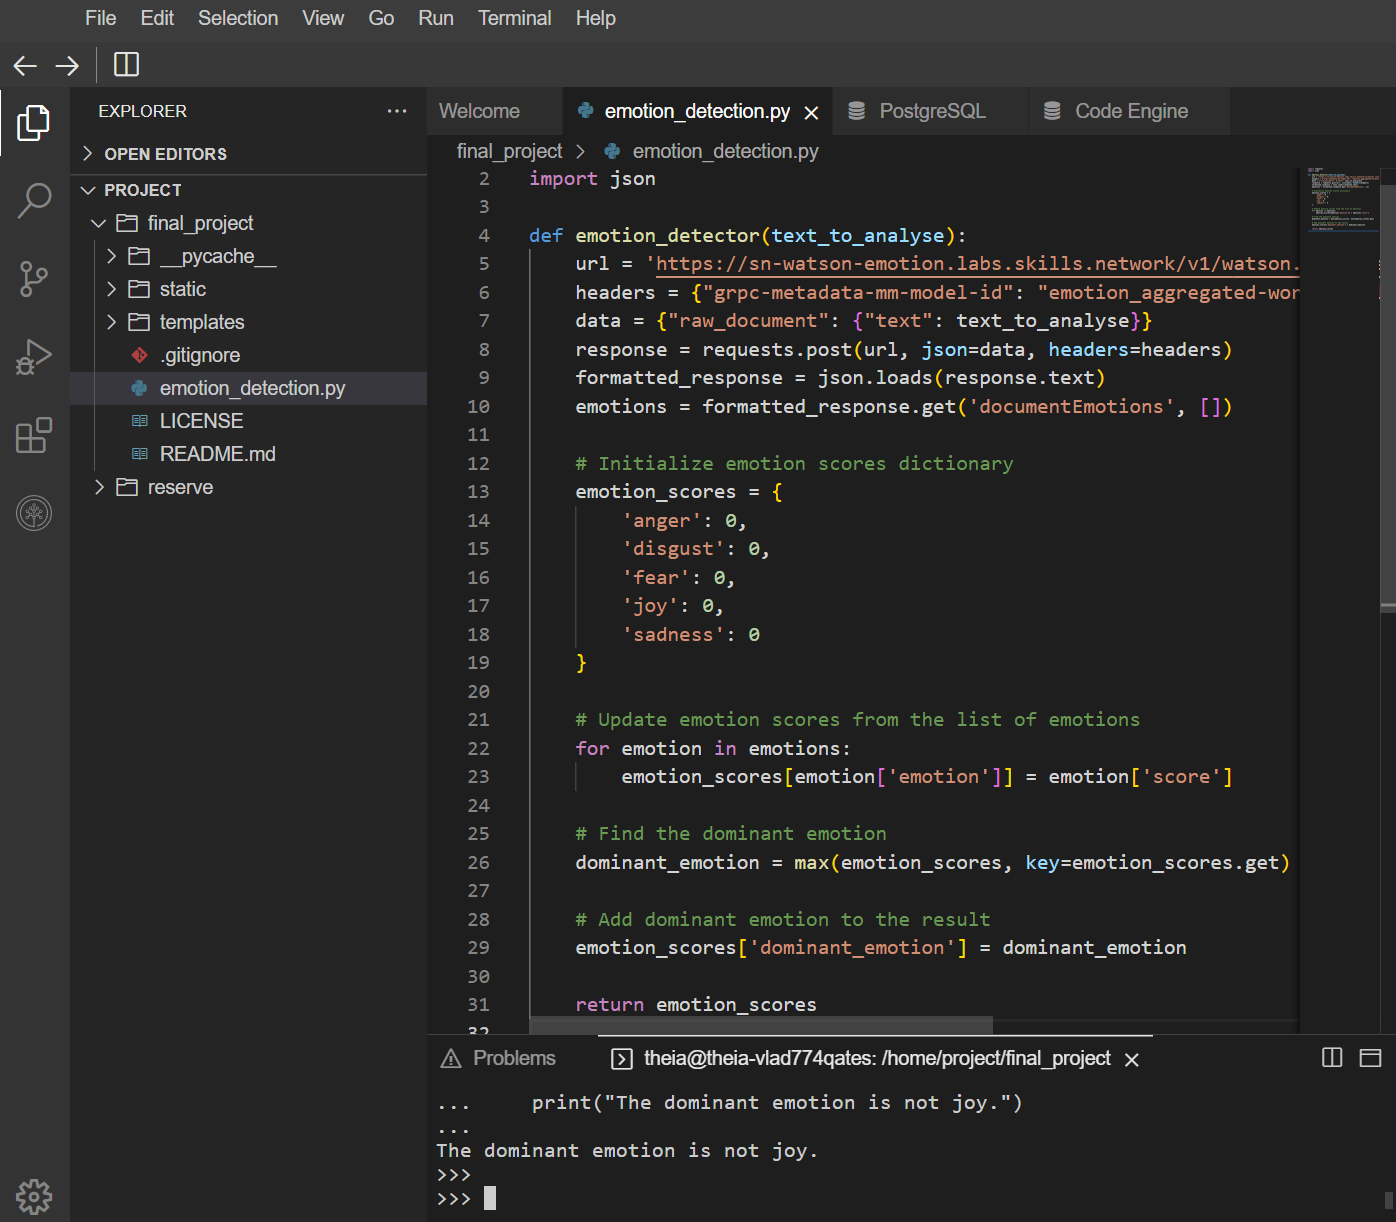 File Edit Selection View Go Run Terminal Help
EXPLORER
OPEN EDITORS
PROJECT
final_project
__pycache__
static
templates
.gitignore
emotion_detection.py
LICENSE
README.md
reserve
Welcome emotion_detection.py PostgreSQL Code Engine
final_project > emotion_detection.py
2 import json
3
4 def emotion_detector(text_to_analyse):
5     url = 'https://sn-watson-emotion.labs.skills.network/v1/watson.
6     headers = {"grpc-metadata-mm-model-id": "emotion_aggregated-wor
7     data = {"raw_document": {"text": text_to_analyse}}
8     response = requests.post(url, json=data, headers=headers)
9     formatted_response = json.loads(response.text)
10     emotions = formatted_response.get('documentEmotions', [])
11
12     # Initialize emotion scores dictionary
13     emotion_scores = {
14         'anger': 0,
15         'disgust': 0,
16         'fear': 0,
17         'joy': 0,
18         'sadness': 0
19     }
20
21     # Update emotion scores from the list of emotions
22     for emotion in emotions:
23         emotion_scores[emotion['emotion']] = emotion['score']
24
25     # Find the dominant emotion
26     dominant_emotion = max(emotion_scores, key=emotion_scores.get)
27
28     # Add dominant emotion to the result
29     emotion_scores['dominant_emotion'] = dominant_emotion
30
31     return emotion_scores
32
Problems theia@theia-vlad774qates: /home/project/final_project
...     print("The dominant emotion is not joy.")
...
The dominant emotion is not joy.
>>>
>>>